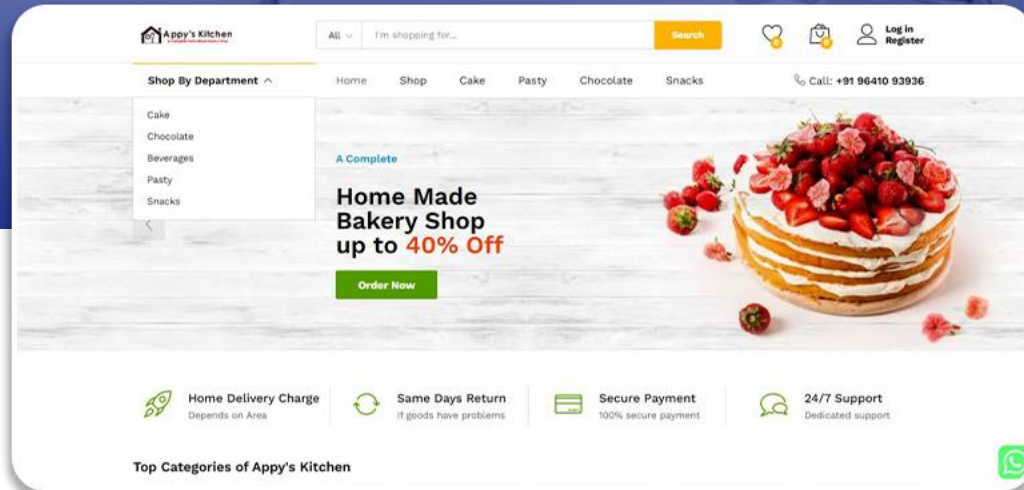 Appy's Kitchen
All
I'm shopping for...
Search
0
0
Log in
Register
Shop By Department
Home
Shop
Cake
Pasty
Chocolate
Snacks
Call: +91 96410 93936
Cake
Chocolate
Beverages
Pasty
Snacks
A Complete
Home Made
Bakery Shop
up to 40% Off
Order Now
Home Delivery Charge
Depends on Area
Same Days Return
If goods have problems
Secure Payment
100% secure payment
24/7 Support
Dedicated support
Top Categories of Appy's Kitchen